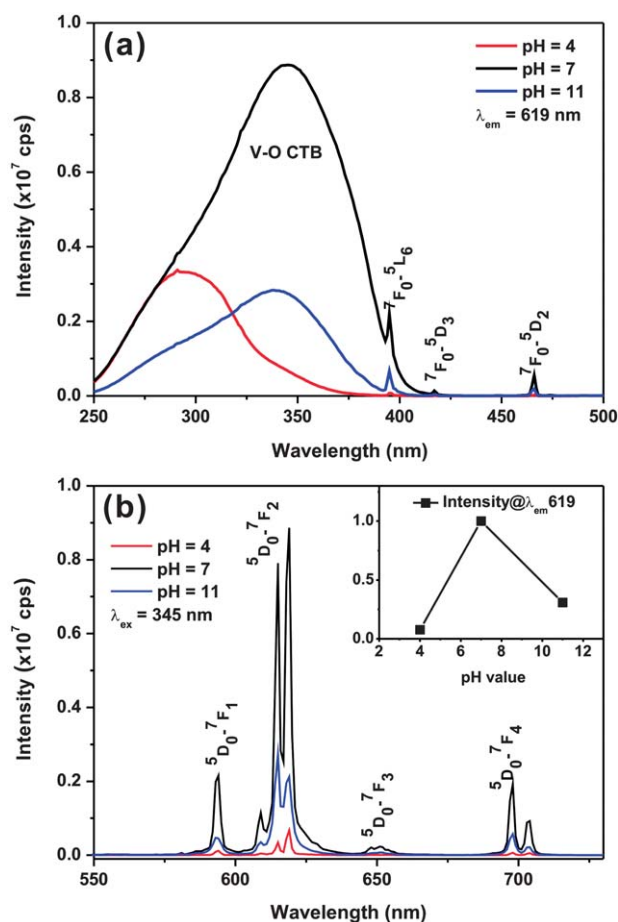 (a)
pH = 4
pH = 7
pH = 11
λem = 619 nm
V-O CTB
⁷F₀-⁵L₆
⁷F₀-⁵D₃
⁷F₀-⁵D₂
Intensity (x10⁷ cps)
1.0
0.8
0.6
0.4
0.2
0.0
250 300 350 400 450 500
Wavelength (nm)
(b)
pH = 4
pH = 7
pH = 11
λex = 345 nm
⁵D₀-⁷F₁
⁵D₀-⁷F₂
⁵D₀-⁷F₃
⁵D₀-⁷F₄
Intensity@λem619
1.0
0.5
0.0
2 4 6 8 10 12
pH value
Intensity (x10⁷ cps)
1.0
0.8
0.6
0.4
0.2
0.0
550 600 650 700
Wavelength (nm)